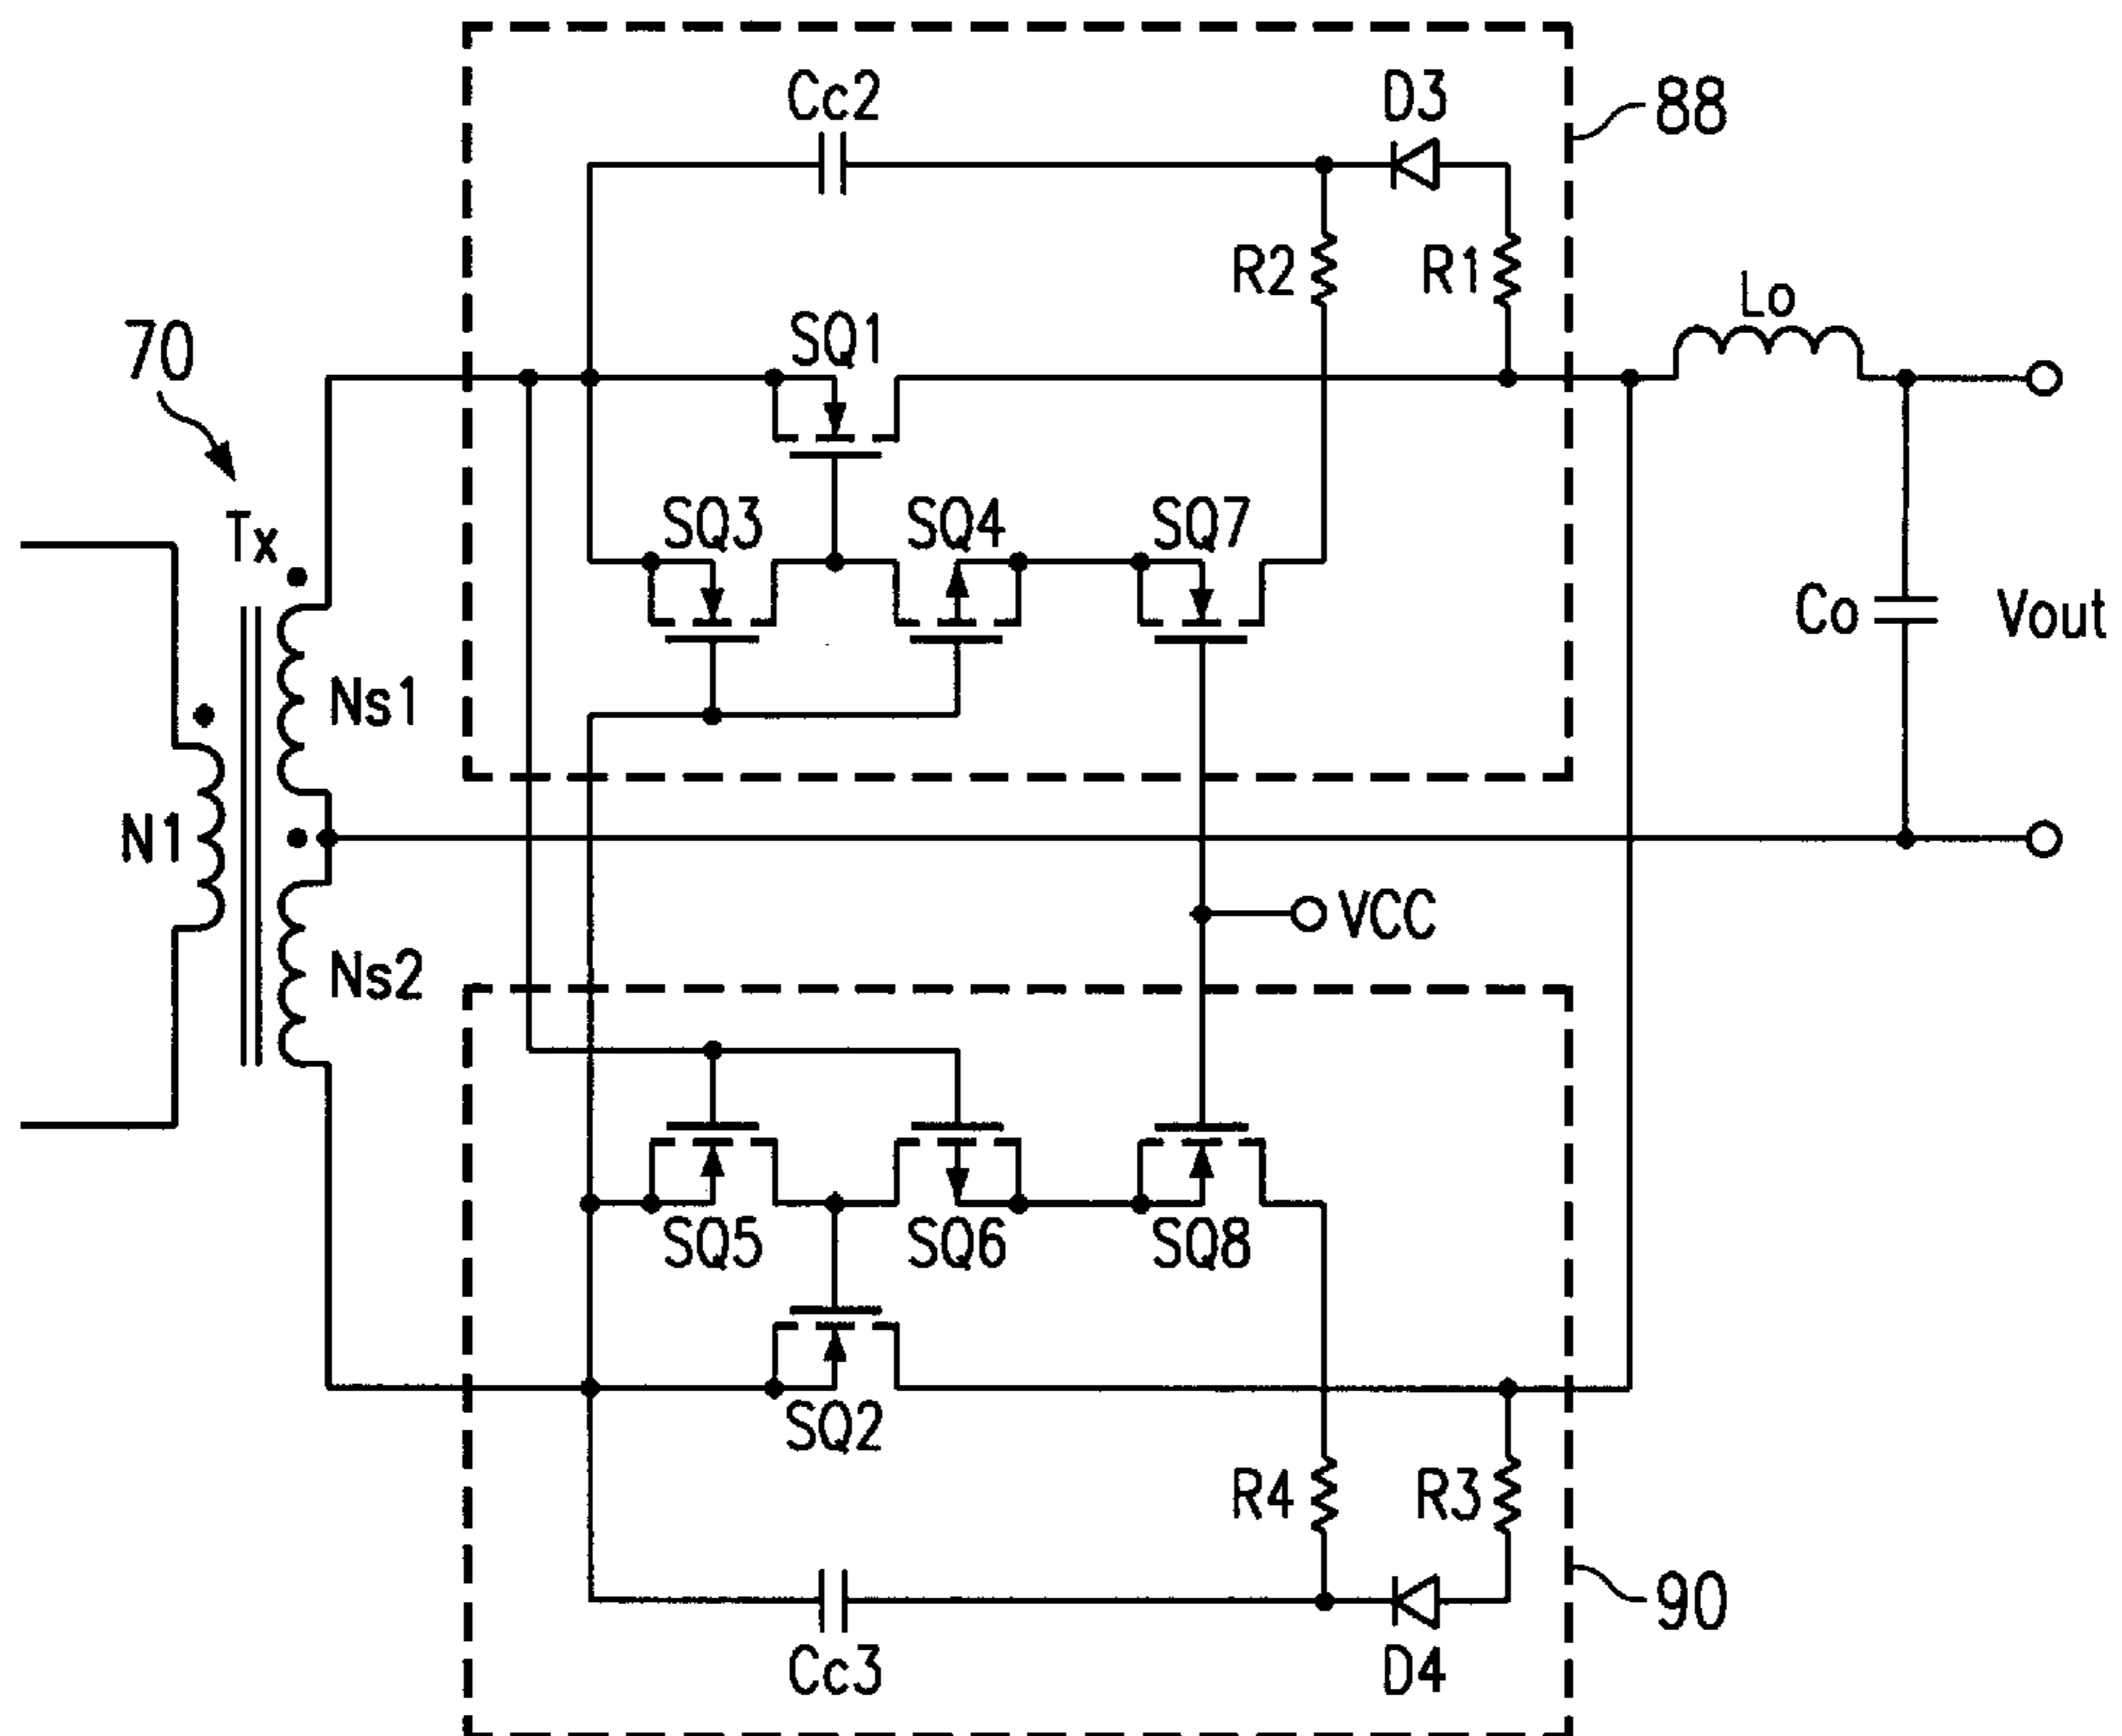 Cc2
D3
88
R2
R1
Lo
SQ1
70
SQ3
SQ4
SQ7
Tx
Co
Vout
Ns1
N1
VCC
Ns2
SQ5
SQ6
SQ8
SQ2
R4
R3
90
Cc3
D4